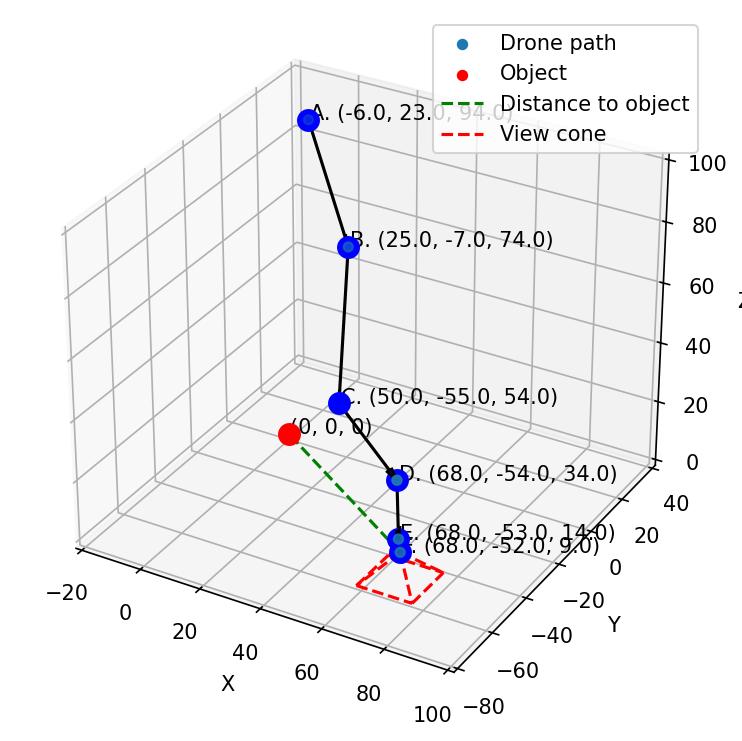 Drone path
Object
Distance to object
View cone
A. (-6.0, 23.0, 94.0)
B. (25.0, -7.0, 74.0)
C. (50.0, -55.0, 54.0)
(0, 0, 0)
D. (68.0, -54.0, 34.0)
E. (68.0, -53.0, 14.0)
(68.0, -52.0, 9.0)
100
80
60
40
20
0
Z
40
20
0
−20
−40
−60
−80
Y
−20
0
20
40
60
80
100
X